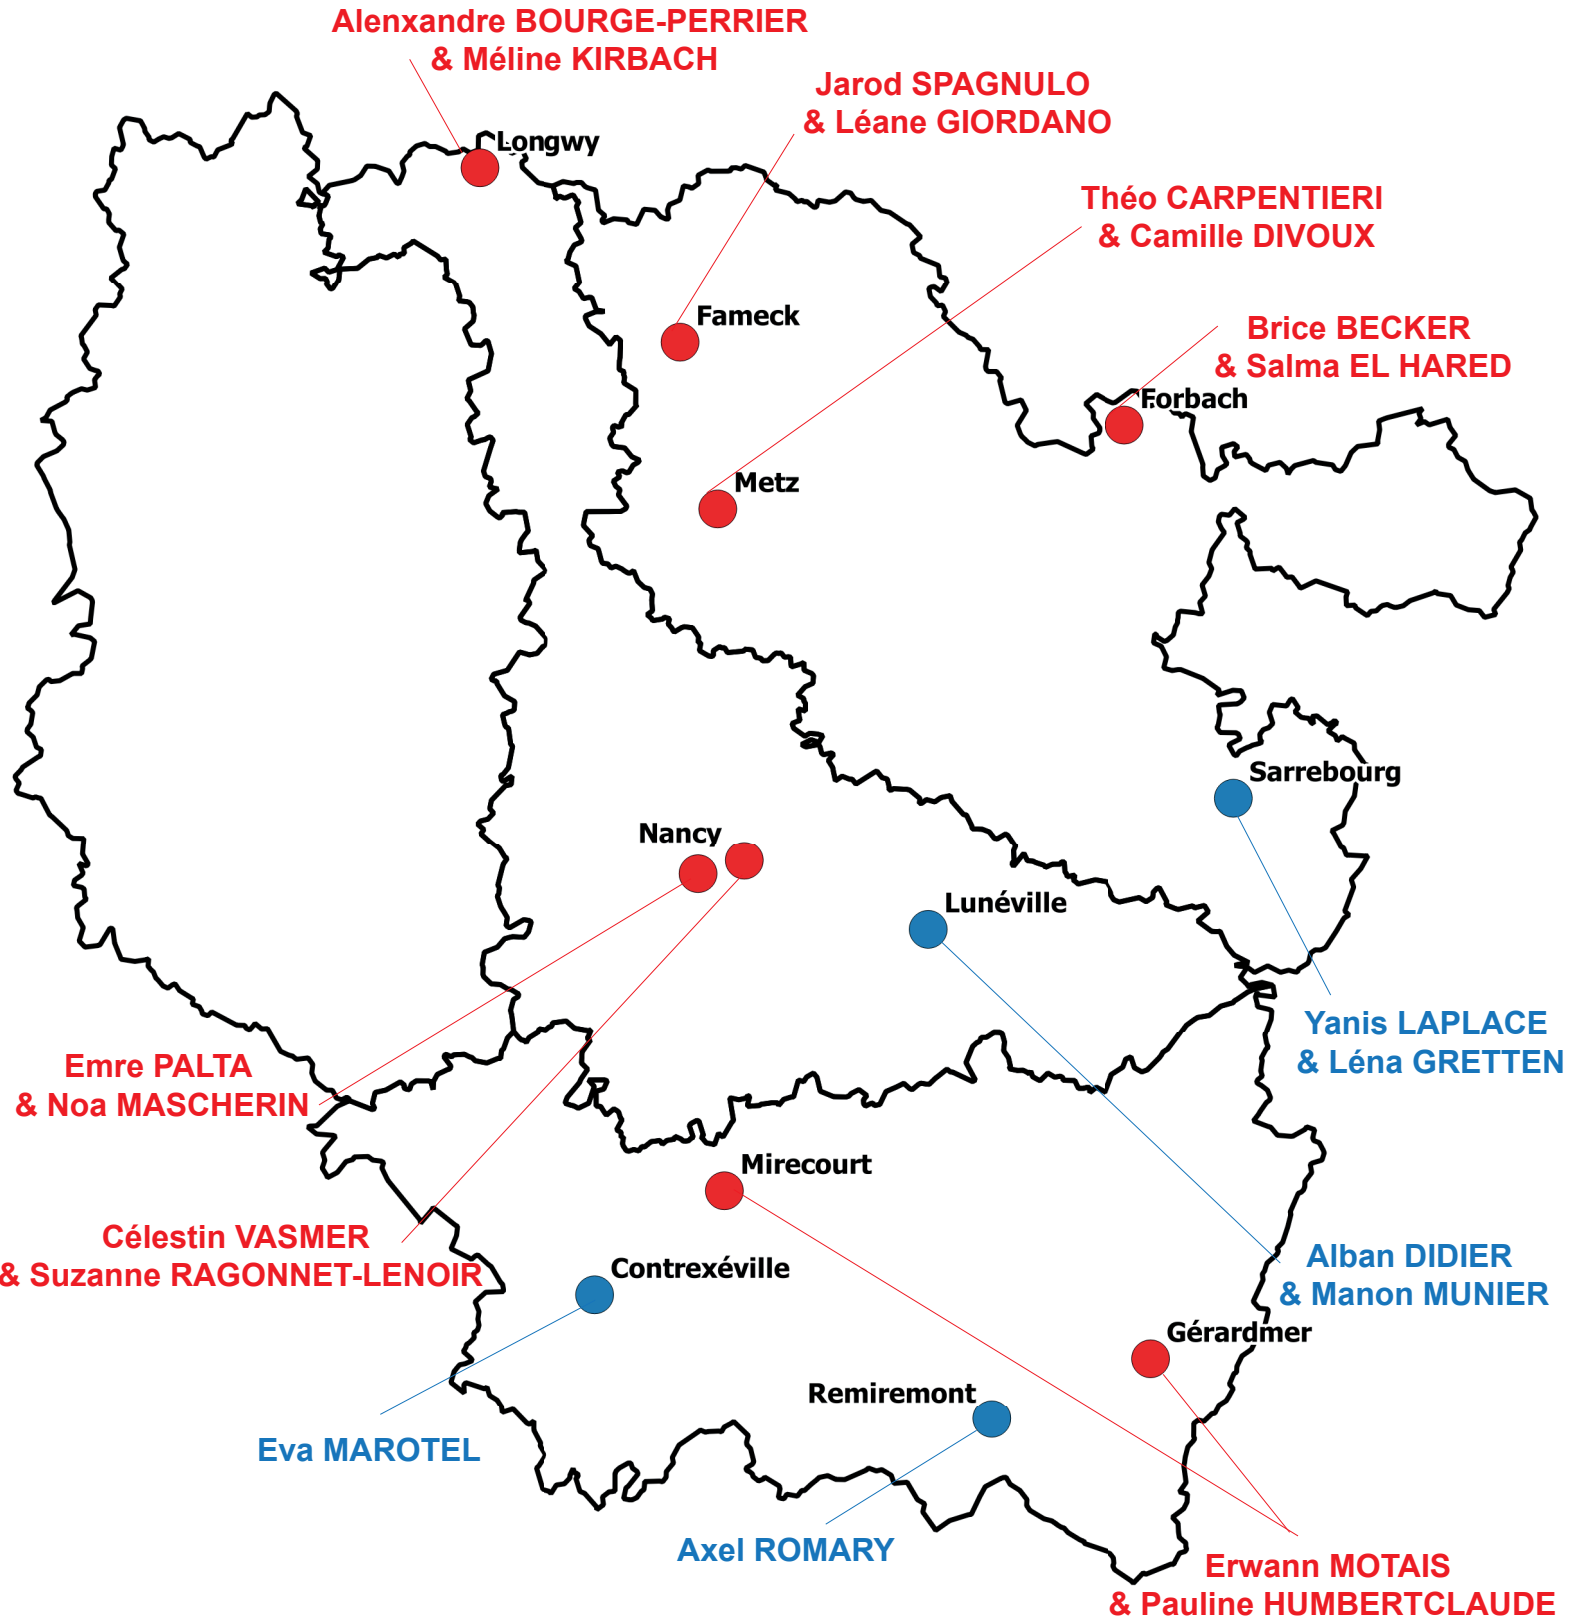 Alenxandre BOURGE-PERRIER
& Méline KIRBACH
Jarod SPAGNULO
& Léane GIORDANO
Longwy
Théo CARPENTIERI
& Camille DIVOUX
Fameck
Brice BECKER
& Salma EL HARED
Forbach
Metz
Sarrebourg
Nancy
Lunéville
Yanis LAPLACE
& Léna GRETTEN
Emre PALTA
& Noa MASCHERIN
Mirecourt
Célestin VASMER
& Suzanne RAGONNET-LENOIR
Contrexéville
Alban DIDIER
& Manon MUNIER
Gérardmer
Remiremont
Eva MAROTEL
Axel ROMARY
Erwann MOTAIS
& Pauline HUMBERTCLAUDE